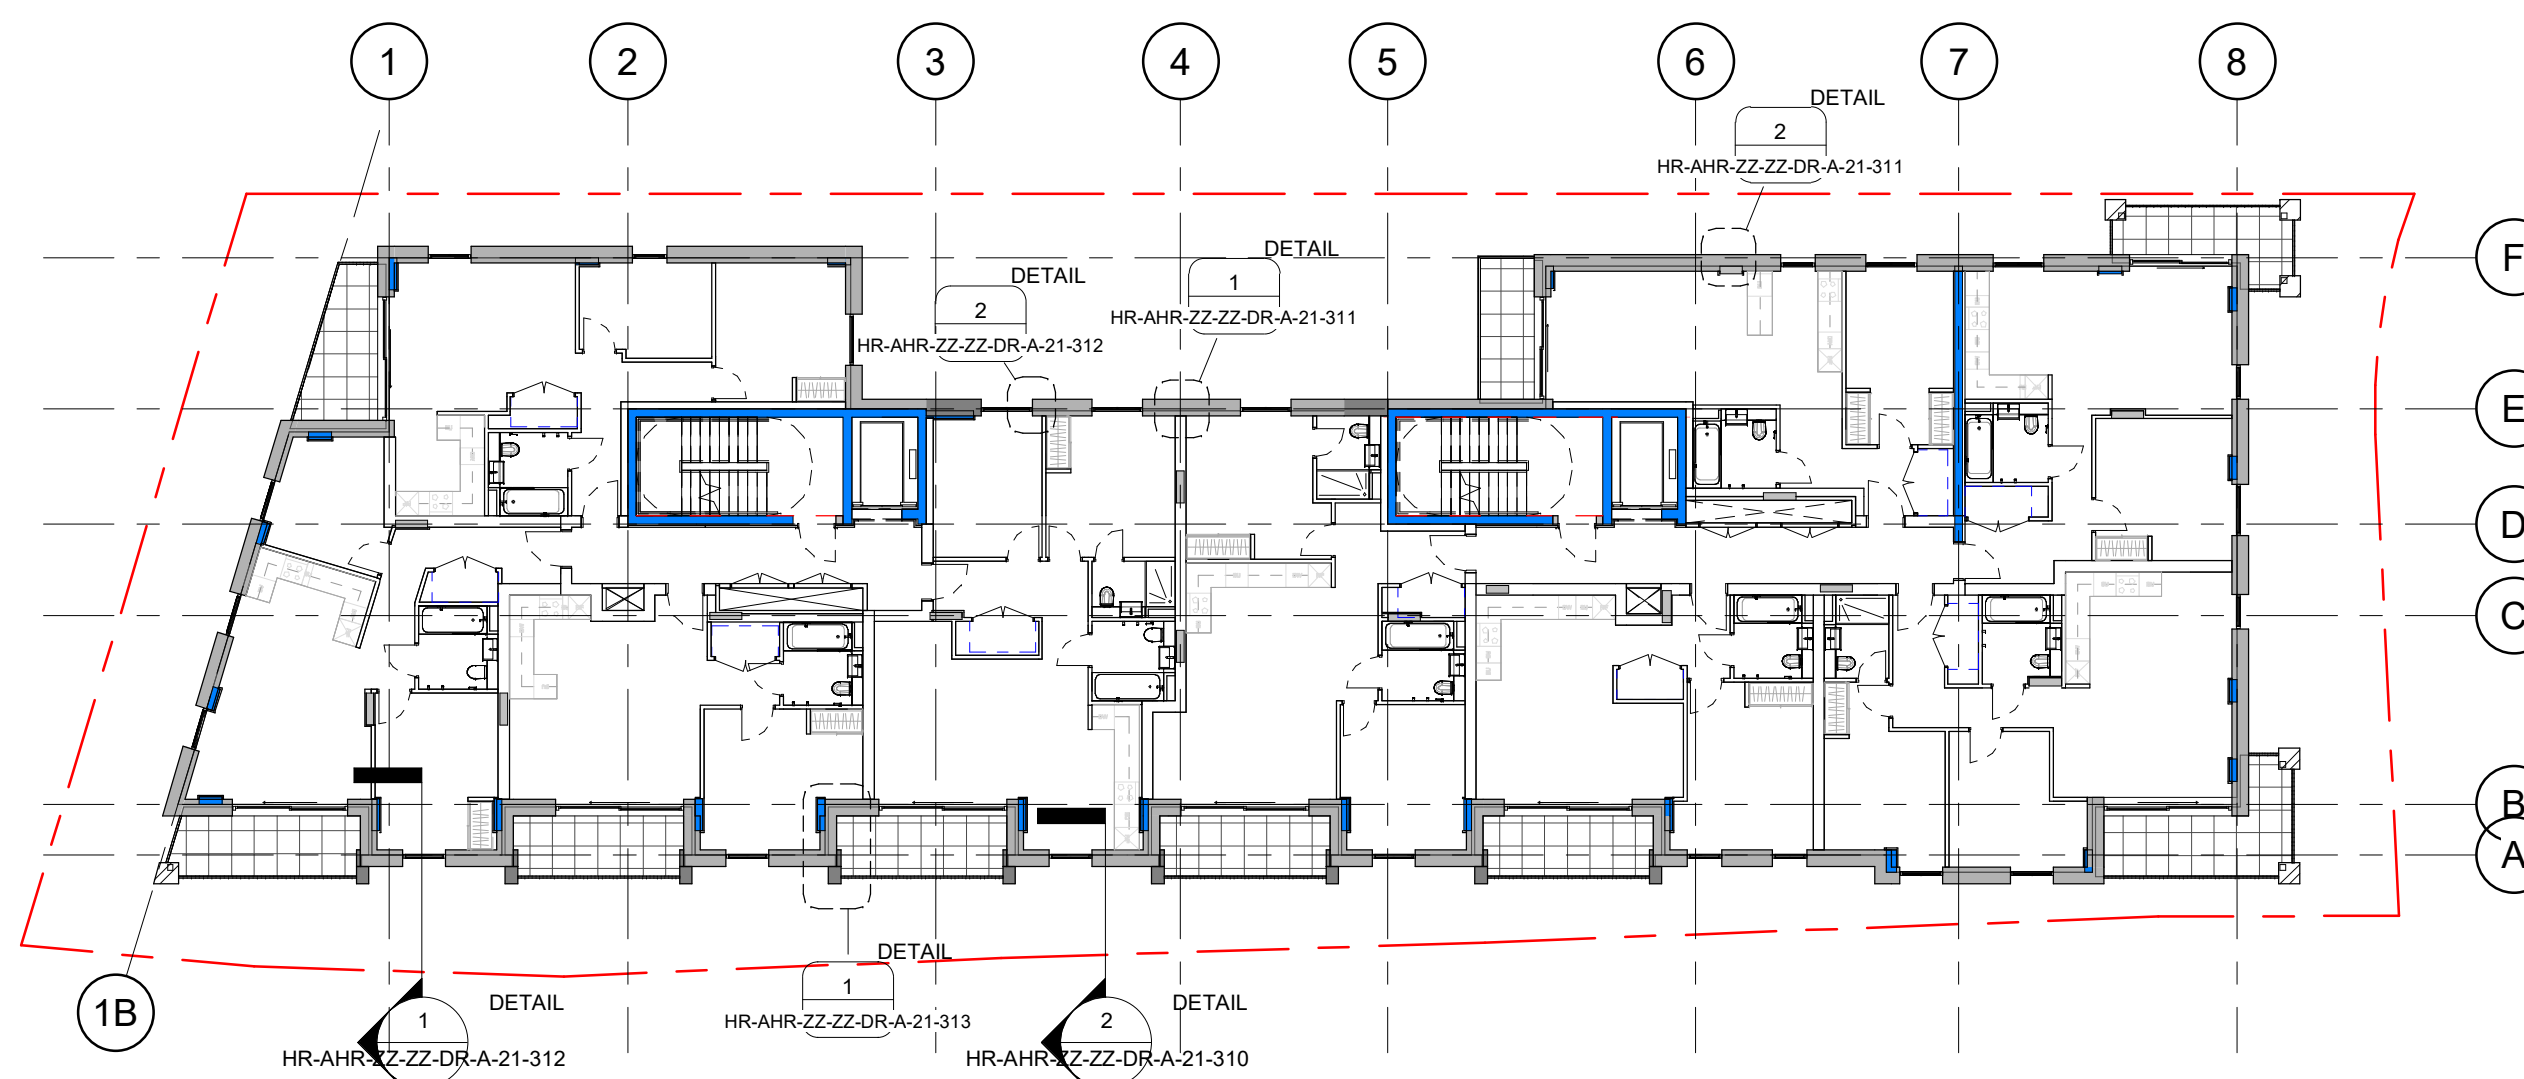 1 2 3 4 5 6 7 8
DETAIL
2
HR-AHR-ZZ-ZZ-DR-A-21-311
DETAIL
1
HR-AHR-ZZ-ZZ-DR-A-21-311
DETAIL
2
HR-AHR-ZZ-ZZ-DR-A-21-312
F
E
D
C
B
A
1B
DETAIL
1
HR-AHR-ZZ-ZZ-DR-A-21-312
DETAIL
1
HR-AHR-ZZ-ZZ-DR-A-21-313
DETAIL
2
HR-AHR-ZZ-ZZ-DR-A-21-310